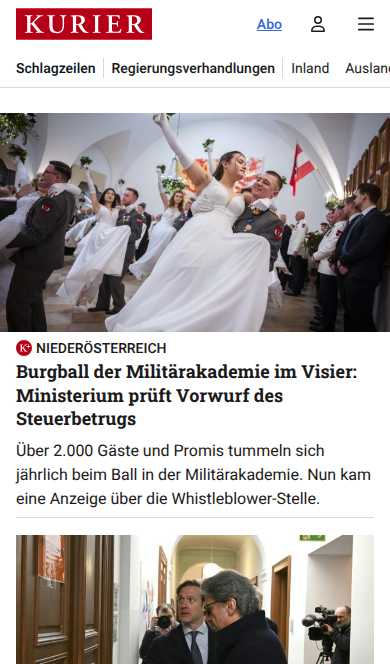 KURIER
Abo
Schlagzeilen
Regierungsverhandlungen
Inland
Auslan
K+ NIEDERÖSTERREICH
Burgball der Militärakademie im Visier:
Ministerium prüft Vorwurf des
Steuerbetrugs
Über 2.000 Gäste und Promis tummeln sich
jährlich beim Ball in der Militärakademie. Nun kam
eine Anzeige über die Whistleblower-Stelle.